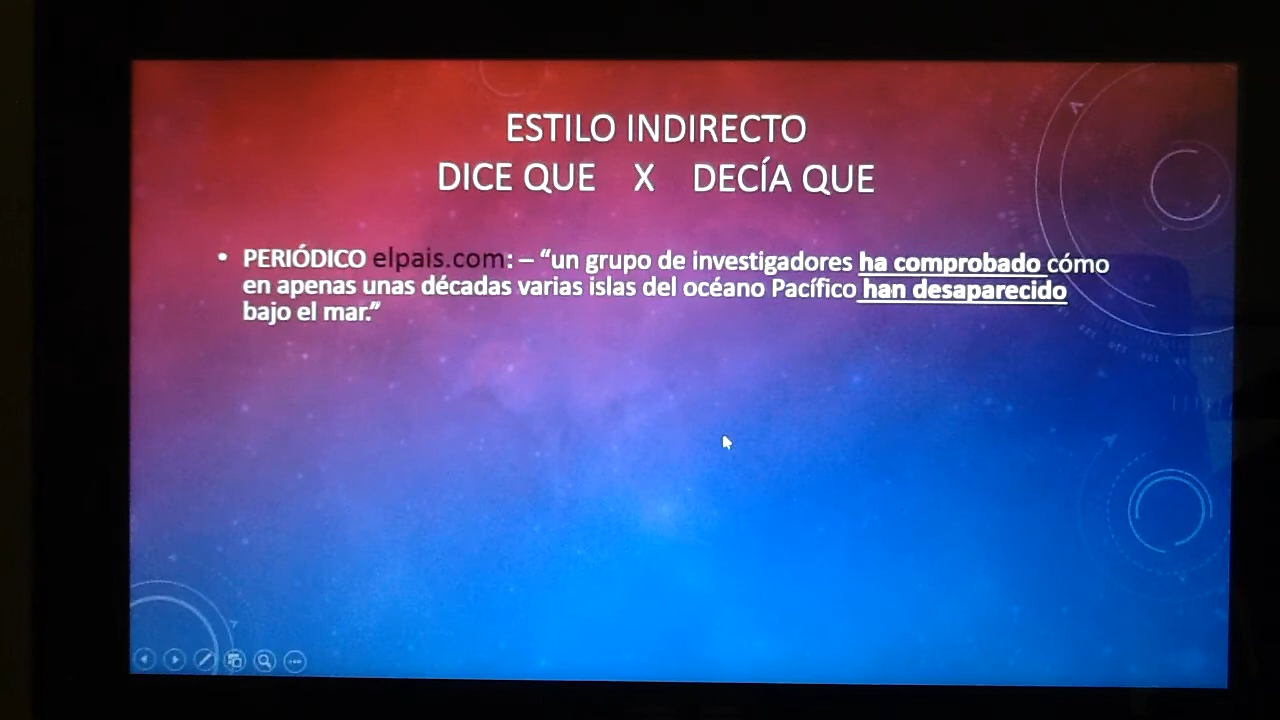 ESTILO INDIRECTO
DICE QUE X DECÍA QUE
• PERIÓDICO elpais.com: – “un grupo de investigadores ha comprobado cómo
en apenas unas décadas varias islas del océano Pacífico han desaparecido
bajo el mar.”